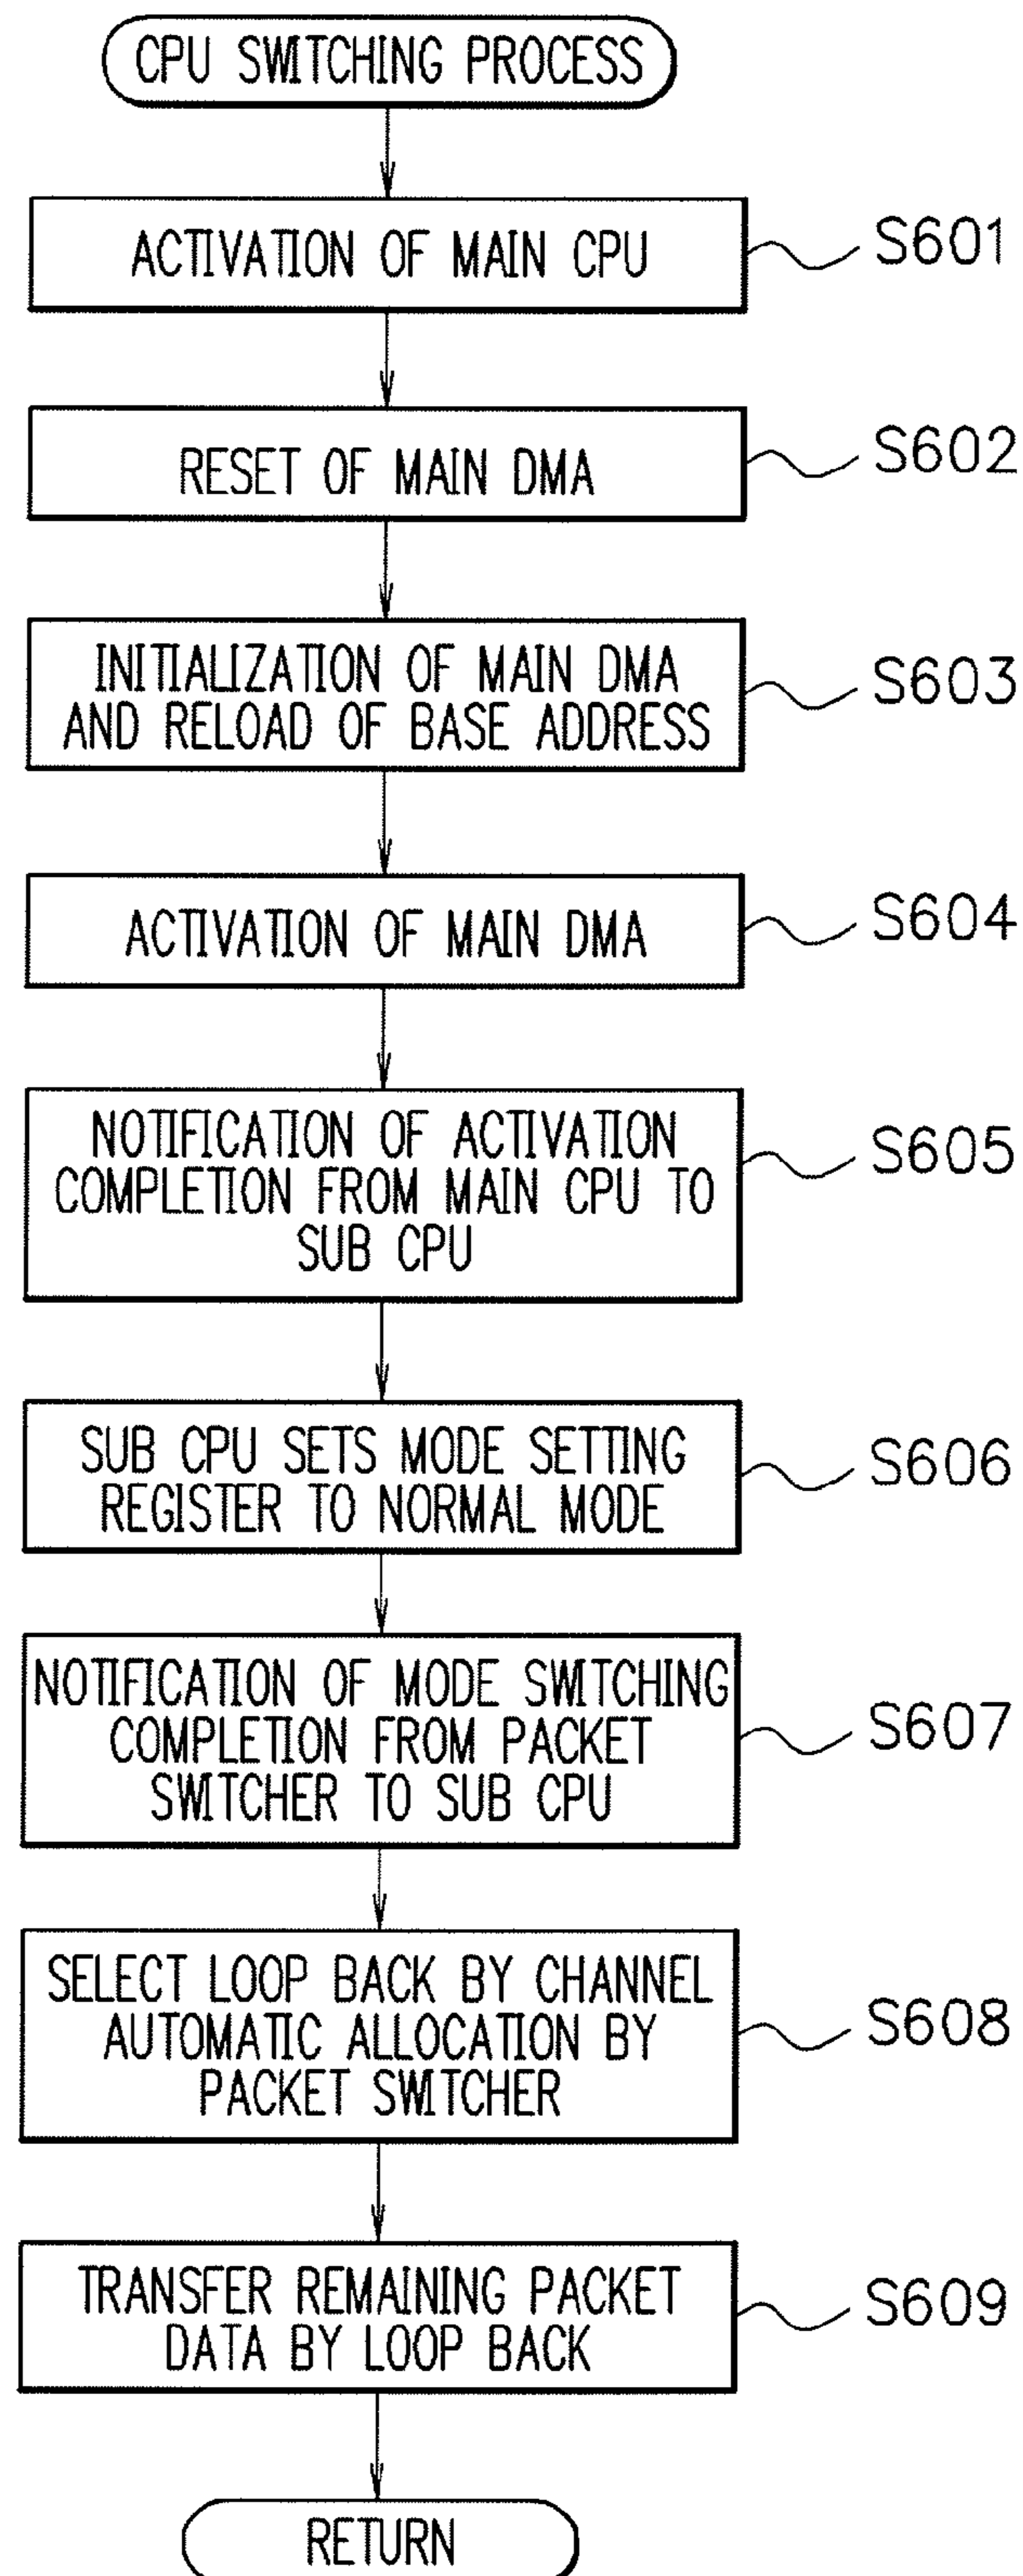 CPU SWITCHING PROCESS
ACTIVATION OF MAIN CPU
S601
RESET OF MAIN DMA
S602
INITIALIZATION OF MAIN DMA
AND RELOAD OF BASE ADDRESS
S603
ACTIVATION OF MAIN DMA
S604
NOTIFICATION OF ACTIVATION
COMPLETION FROM MAIN CPU TO
SUB CPU
S605
SUB CPU SETS MODE SETTING
REGISTER TO NORMAL MODE
S606
NOTIFICATION OF MODE SWITCHING
COMPLETION FROM PACKET
SWITCHER TO SUB CPU
S607
SELECT LOOP BACK BY CHANNEL
AUTOMATIC ALLOCATION BY
PACKET SWITCHER
S608
TRANSFER REMAINING PACKET
DATA BY LOOP BACK
S609
RETURN